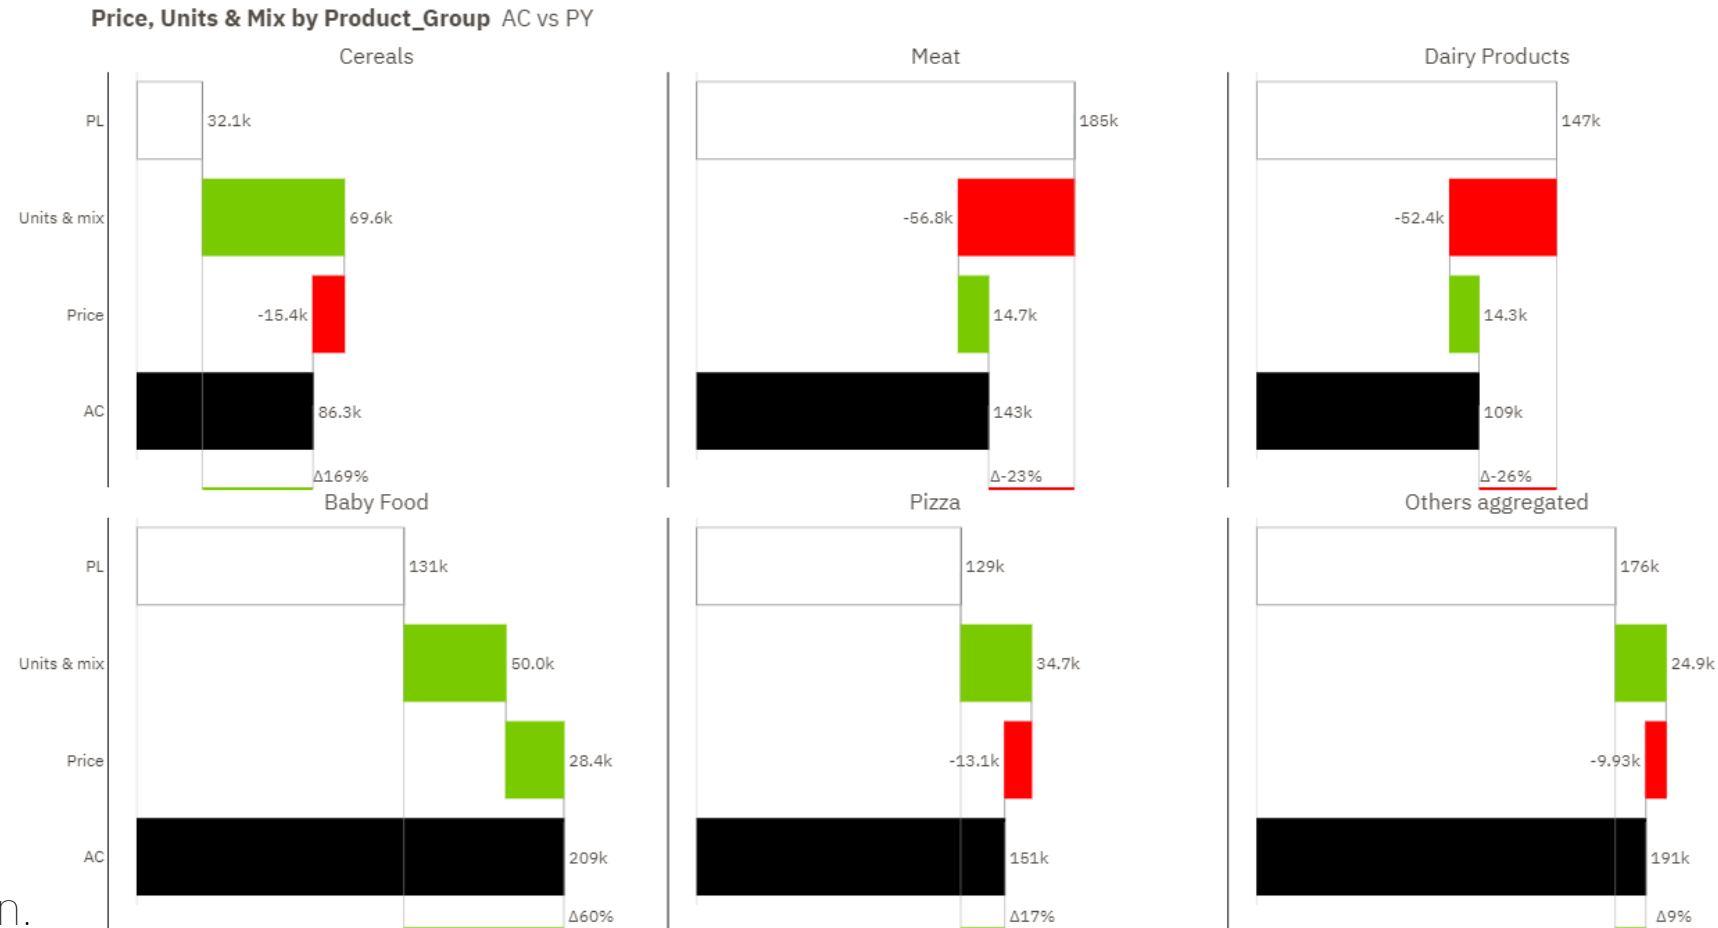 Price, Units & Mix by Product_Group AC vs PY
Cereals
PL
32.1k
Units & mix
69.6k
Price
-15.4k
AC
86.3k
Δ169%
Meat
185k
-56.8k
14.7k
143k
Δ-23%
Dairy Products
147k
-52.4k
14.3k
109k
Δ-26%
Baby Food
PL
131k
Units & mix
50.0k
Price
28.4k
AC
209k
Δ60%
Pizza
129k
34.7k
-13.1k
151k
Δ17%
Others aggregated
176k
24.9k
-9.93k
191k
Δ9%
n.